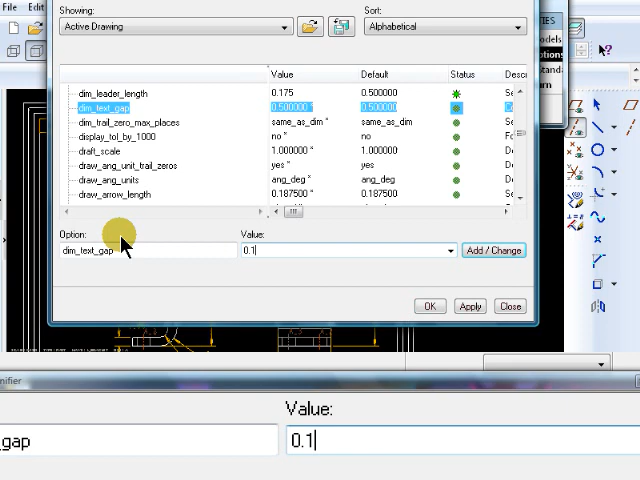 File Edit
Showing: Sort:
Active Drawing Alphabetical
Value Default Status
dim_leader_length 0.175 0.500000
dim_text_gap 0.500000 * 0.500000
dim_trail_zero_max_places same_as_dim * same_as_dim
display_tol_by_1000 no * no
draft_scale 1.000000 * 1.000000
draw_ang_unit_trail_zeros yes * yes
draw_ang_units ang_deg * ang_deg
draw_arrow_length 0.187500 * 0.187500
Option: Value:
dim_text_gap 0.1 Add / Change
OK Apply Close
Value:
_gap 0.1